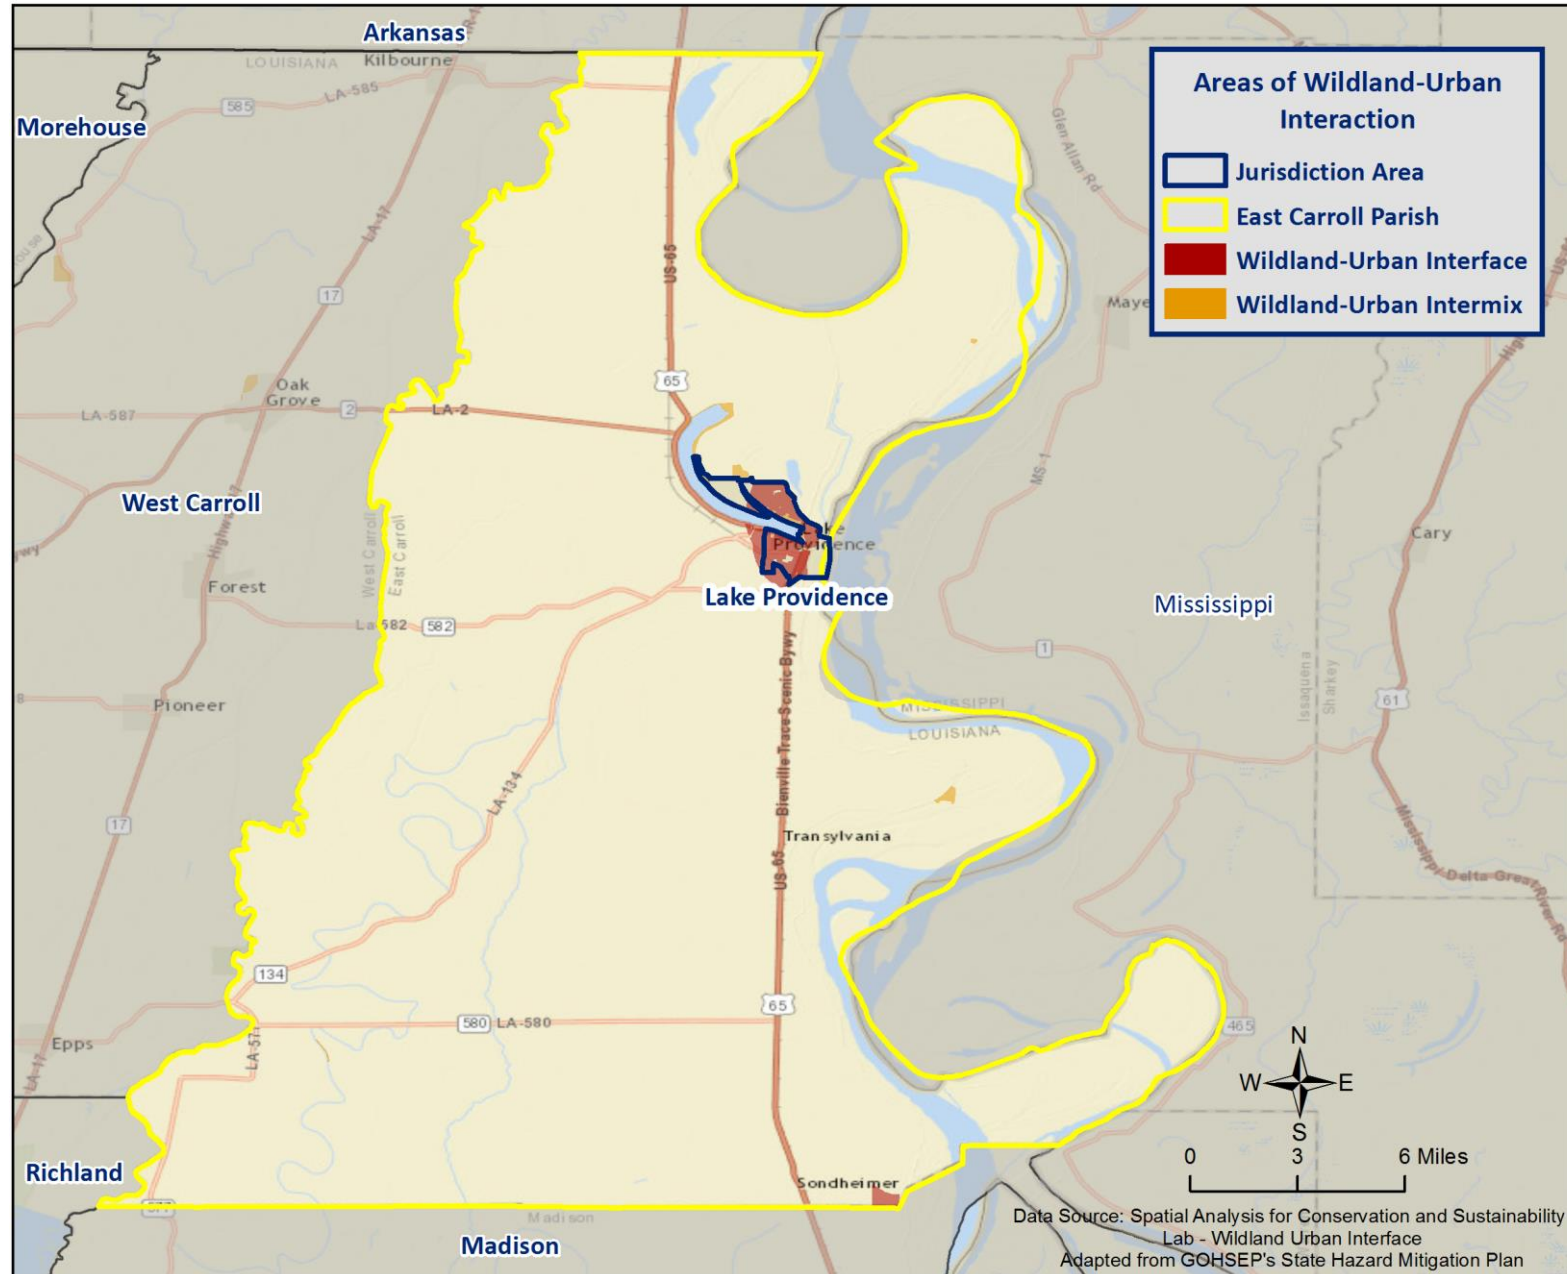 Arkansas
LOUISIANA
Kilbourne
LA-585
585
Morehouse
LA-17
17
US-65
65
Oak
Grove
LA-587
2
LA-2
West Carroll
West Carroll
East Carroll
Forest
La-582
582
Lake
Providence
Lake Providence
Pioneer
17
LA-134
134
Bienville Trace Scenic Bywy
US-65
Transylvania
MISSISSIPPI
LOUISIANA
65
580
LA-580
Epps
LA-17
Richland
Sondheimer
Madison
Madison
Glen Allan Rd
MS-1
1
Cary
Mississippi
Issaquena
Sharkey
61
Mississippi Delta Great River Rd
465
Areas of Wildland-Urban
Interaction
Jurisdiction Area
East Carroll Parish
Wildland-Urban Interface
Wildland-Urban Intermix
N
W
E
S
0
3
6 Miles
Data Source: Spatial Analysis for Conservation and Sustainability
Lab - Wildland Urban Interface
Adapted from GOHSEP's State Hazard Mitigation Plan